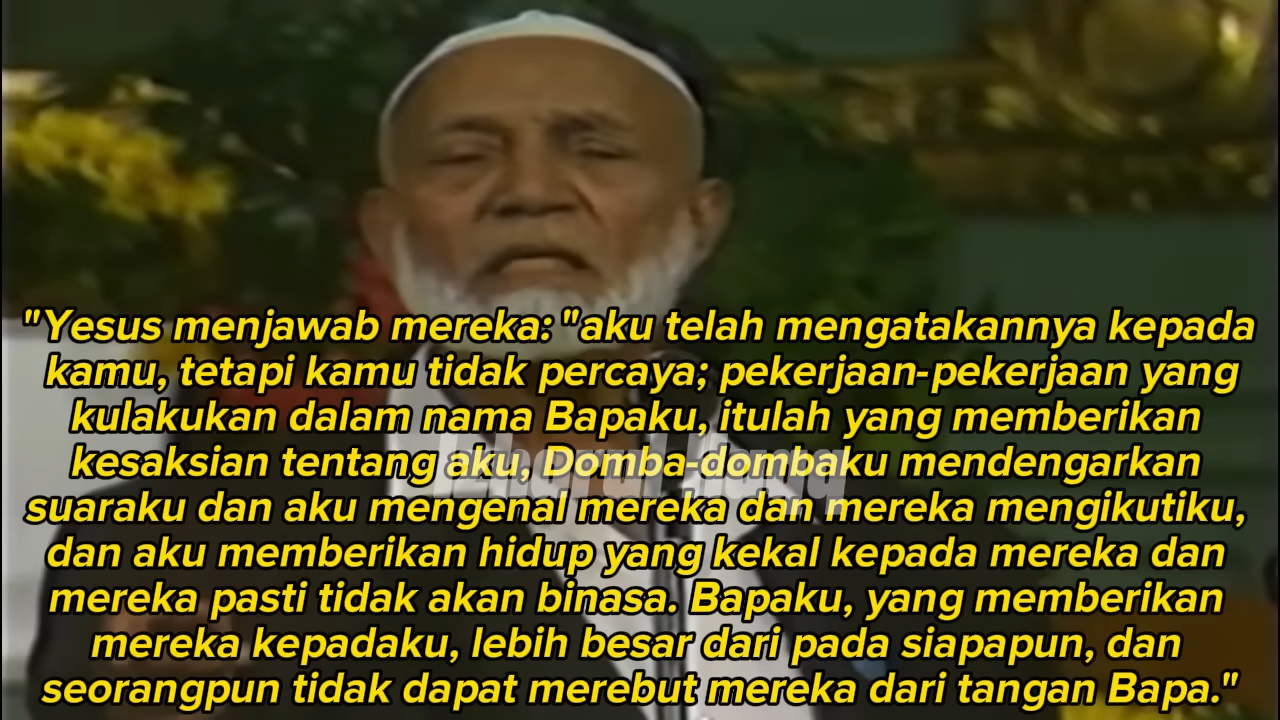 "Yesus menjawab mereka: "aku telah mengatakannya kepada
kamu, tetapi kamu tidak percaya; pekerjaan-pekerjaan yang
kulakukan dalam nama Bapaku, itulah yang memberikan
kesaksian tentang aku, Domba-dombaku mendengarkan
suaraku dan aku mengenal mereka dan mereka mengikutiku,
dan aku memberikan hidup yang kekal kepada mereka dan
mereka pasti tidak akan binasa. Bapaku, yang memberikan
mereka kepadaku, lebih besar dari pada siapapun, dan
seorangpun tidak dapat merebut mereka dari tangan Bapa."